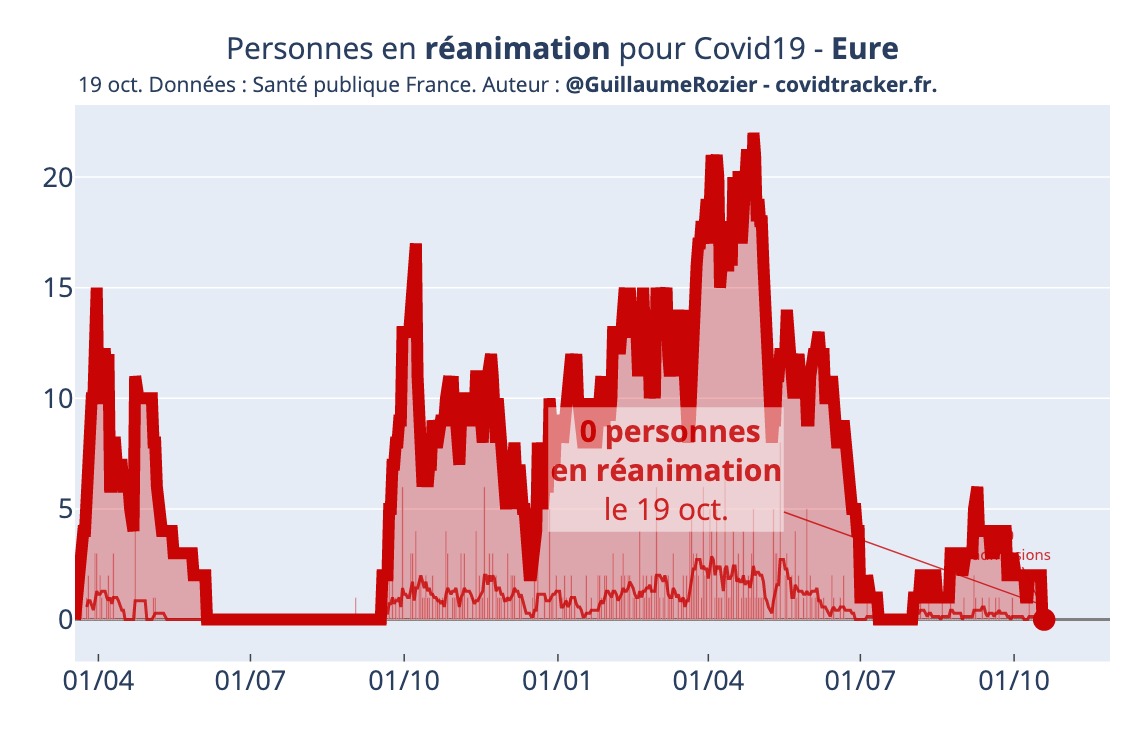 Personnes en réanimation pour Covid19 - Eure
19 oct. Données : Santé publique France. Auteur : @GuillaumeRozier - covidtracker.fr.
20
15
10
5
0
0 personnes
en réanimation
le 19 oct.
01/04
01/07
01/10
01/01
01/04
01/07
01/10